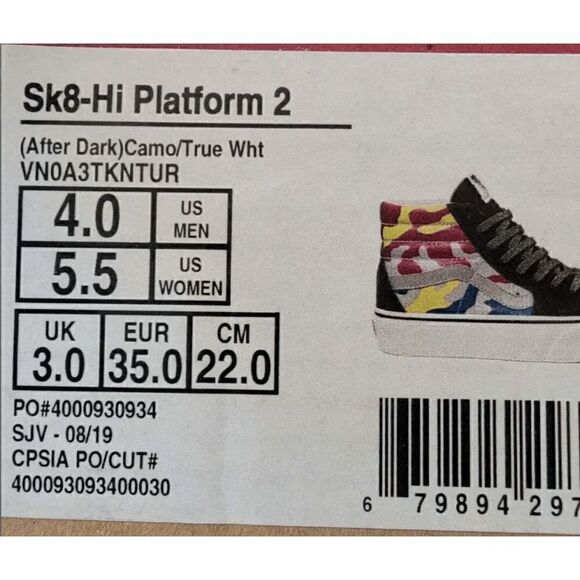 Sk8-Hi Platform 2
(After Dark)Camo/True Wht
VN0A3TKNTUR
4.0 US MEN
5.5 US WOMEN
UK EUR CM
3.0 35.0 22.0
PO#4000930934
SJV - 08/19
CPSIA PO/CUT#
400093093400030
6 79894 297